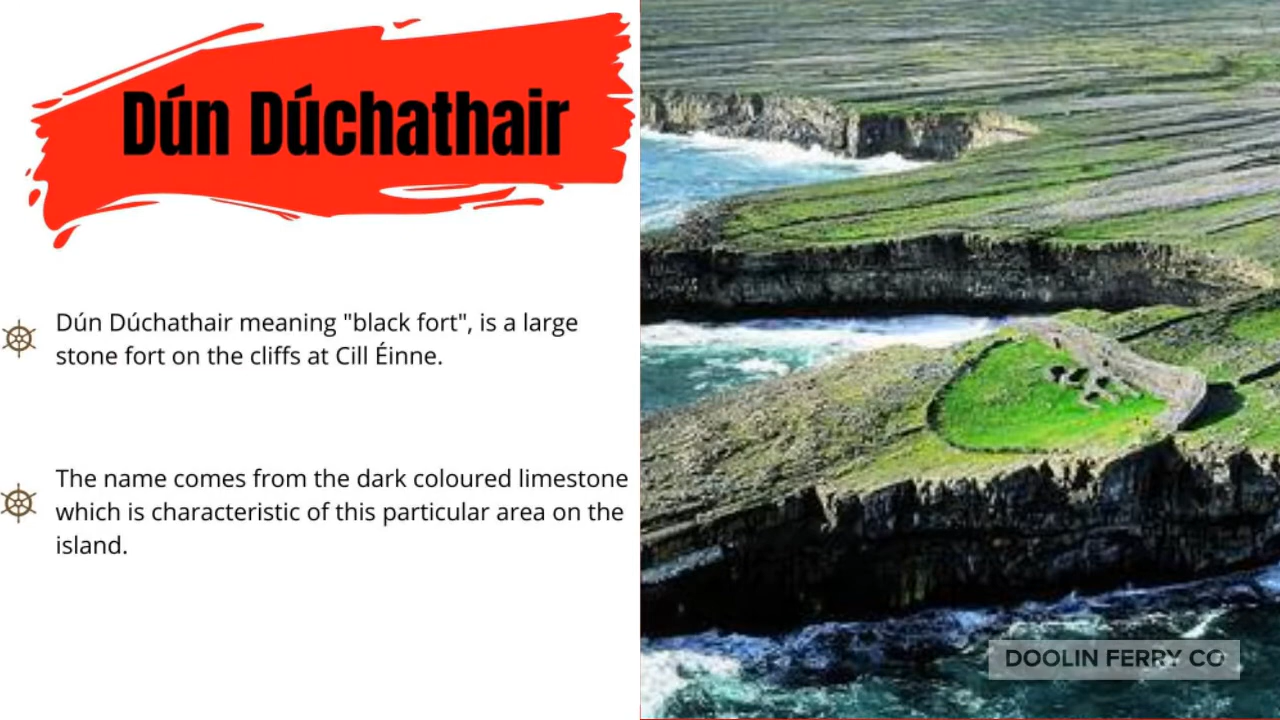 Dún Dúchathair
Dún Dúchathair meaning "black fort", is a large
stone fort on the cliffs at Cill Éinne.
The name comes from the dark coloured limestone
which is characteristic of this particular area on the
island.
DOOLIN FERRY CO